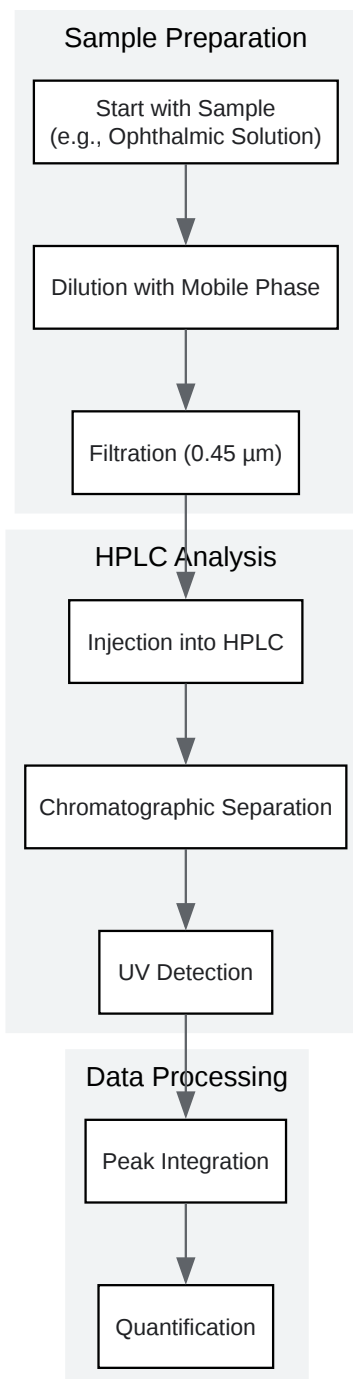 Sample Preparation
Start with Sample
(e.g., Ophthalmic Solution)
Dilution with Mobile Phase
Filtration (0.45 µm)
HPLC Analysis
Injection into HPLC
Chromatographic Separation
UV Detection
Data Processing
Peak Integration
Quantification